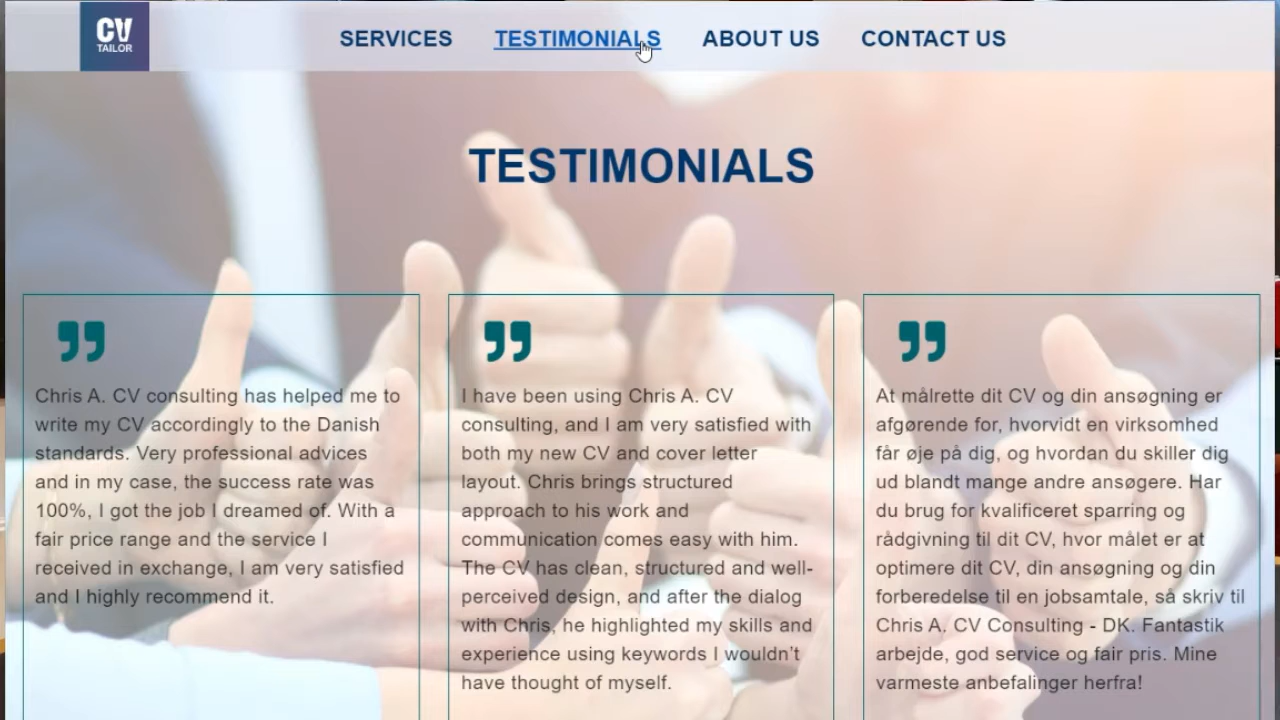 CV
TAILOR
SERVICES
TESTIMONIALS
ABOUT US
CONTACT US
TESTIMONIALS
Chris A. CV consulting has helped me to
write my CV accordingly to the Danish
standards. Very professional advices
and in my case, the success rate was
100%, I got the job I dreamed of. With a
fair price range and the service I
received in exchange, I am very satisfied
and I highly recommend it.
I have been using Chris A. CV
consulting, and I am very satisfied with
both my new CV and cover letter
layout. Chris brings structured
approach to his work and
communication comes easy with him.
The CV has clean, structured and well-
perceived design, and after the dialog
with Chris, he highlighted my skills and
experience using keywords I wouldn’t
have thought of myself.
At målrette dit CV og din ansøgning er
afgørende for, hvorvidt en virksomhed
får øje på dig, og hvordan du skiller dig
ud blandt mange andre ansøgere. Har
du brug for kvalificeret sparring og
rådgivning til dit CV, hvor målet er at
optimere dit CV, din ansøgning og din
forberedelse til en jobsamtale, så skriv til
Chris A. CV Consulting - DK. Fantastik
arbejde, god service og fair pris. Mine
varmeste anbefalinger herfra!